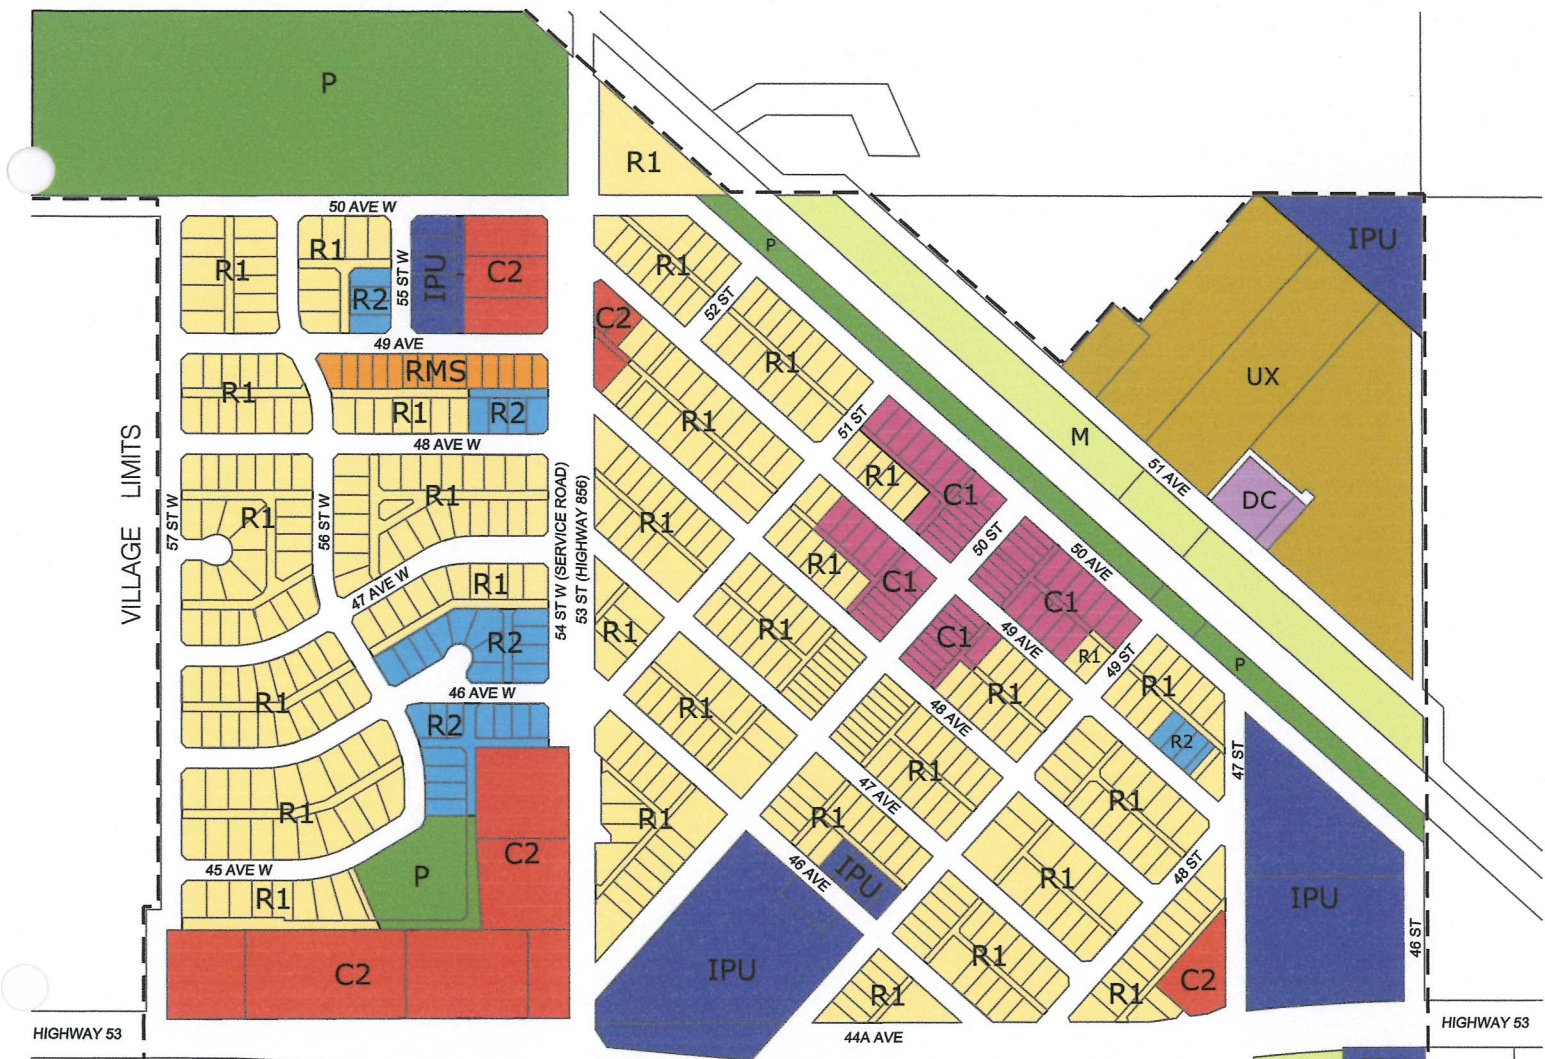 P
R1
50 AVE W
IPU
R1
R1
IPU
C2
R1
P
R2
55 ST W
52 ST
C2
49 AVE
RMS
R1
R1
R2
R1
R1
UX
M
51 ST
48 AVE W
VILLAGE LIMITS
57 ST W
R1
56 ST W
R1
54 ST W (SERVICE ROAD)
53 ST (HIGHWAY 856)
R1
R1
C1
51 AVE
DC
50 ST
50 AVE
R1
C1
C1
47 AVE W
R1
R2
R1
R1
C1
49 AVE
R1
49 ST
P
46 AVE W
R1
R2
R1
R1
48 AVE
R1
R2
47 ST
R1
R1
47 AVE
R1
R1
R1
C2
45 AVE W
P
R1
46 AVE
IPU
R1
48 ST
IPU
46 ST
C2
IPU
R1
R1
R1
C2
HIGHWAY 53
44A AVE
HIGHWAY 53